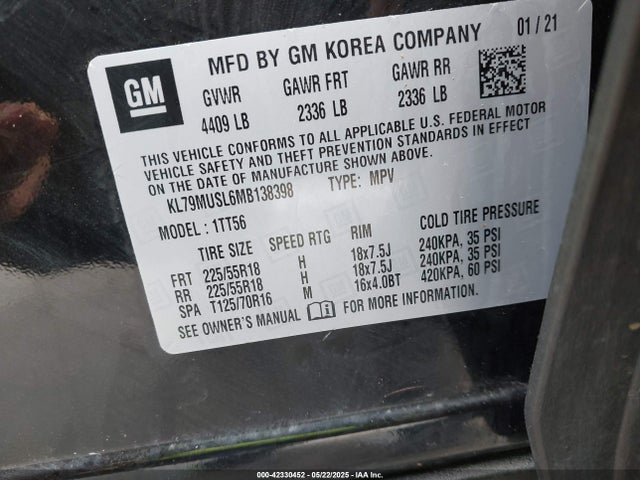 MFD BY GM KOREA COMPANY 01 / 21
GM
GVWR GAWR FRT GAWR RR
4409 LB 2336 LB 2336 LB
THIS VEHICLE CONFORMS TO ALL APPLICABLE U.S. FEDERAL MOTOR
VEHICLE SAFETY AND THEFT PREVENTION STANDARDS IN EFFECT
ON THE DATE OF MANUFACTURE SHOWN ABOVE.
KL79MUSL6MB138398 TYPE: MPV
MODEL : 1TT56
TIRE SIZE SPEED RTG RIM COLD TIRE PRESSURE
FRT 225/55R18 H 18x7.5J 240KPA, 35 PSI
RR 225/55R18 H 18x7.5J 240KPA, 35 PSI
SPA T125/70R16 M 16x4.0BT 420KPA, 60 PSI
SEE OWNER'S MANUAL FOR MORE INFORMATION.
000-42330452 - 05/22/2025 - IAA Inc.